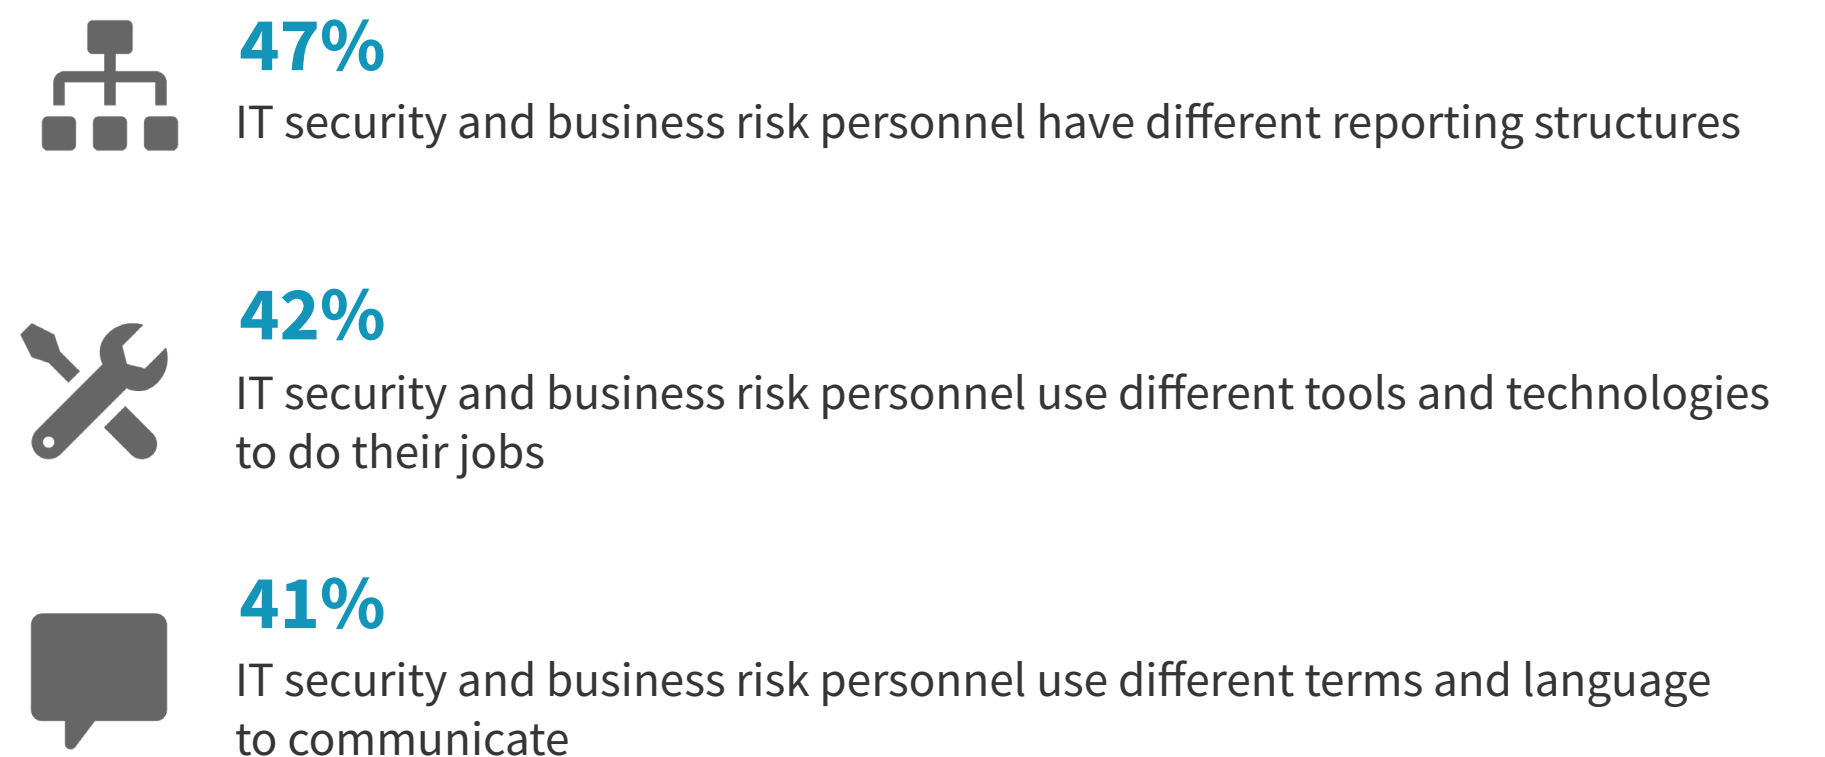 47%
IT security and business risk personnel have different reporting structures
42%
IT security and business risk personnel use different tools and technologies
to do their jobs
41%
IT security and business risk personnel use different terms and language
to communicate